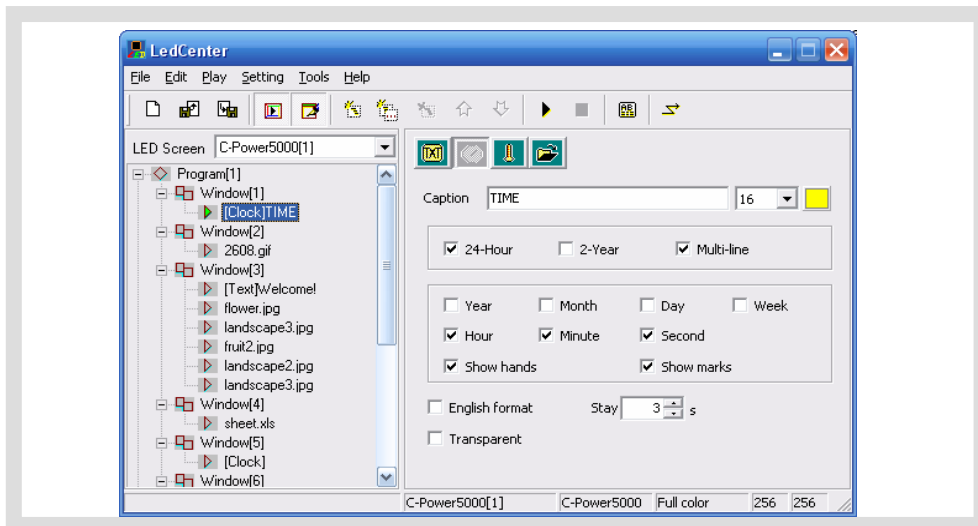 LedCenter
File Edit Play Setting Tools Help
LED Screen C-Power5000[1]
Program[1]
Window[1]
[Clock]TIME
Window[2]
2608.gif
Window[3]
[Text]Welcome!
flower.jpg
landscape3.jpg
fruit2.jpg
landscape2.jpg
landscape3.jpg
Window[4]
sheet.xls
Window[5]
[Clock]
Window[6]
TXT
Caption TIME 16
24-Hour 2-Year Multi-line
Year Month Day Week
Hour Minute Second
Show hands Show marks
English format Stay 3 s
Transparent
C-Power5000[1] C-Power5000 Full color 256 256